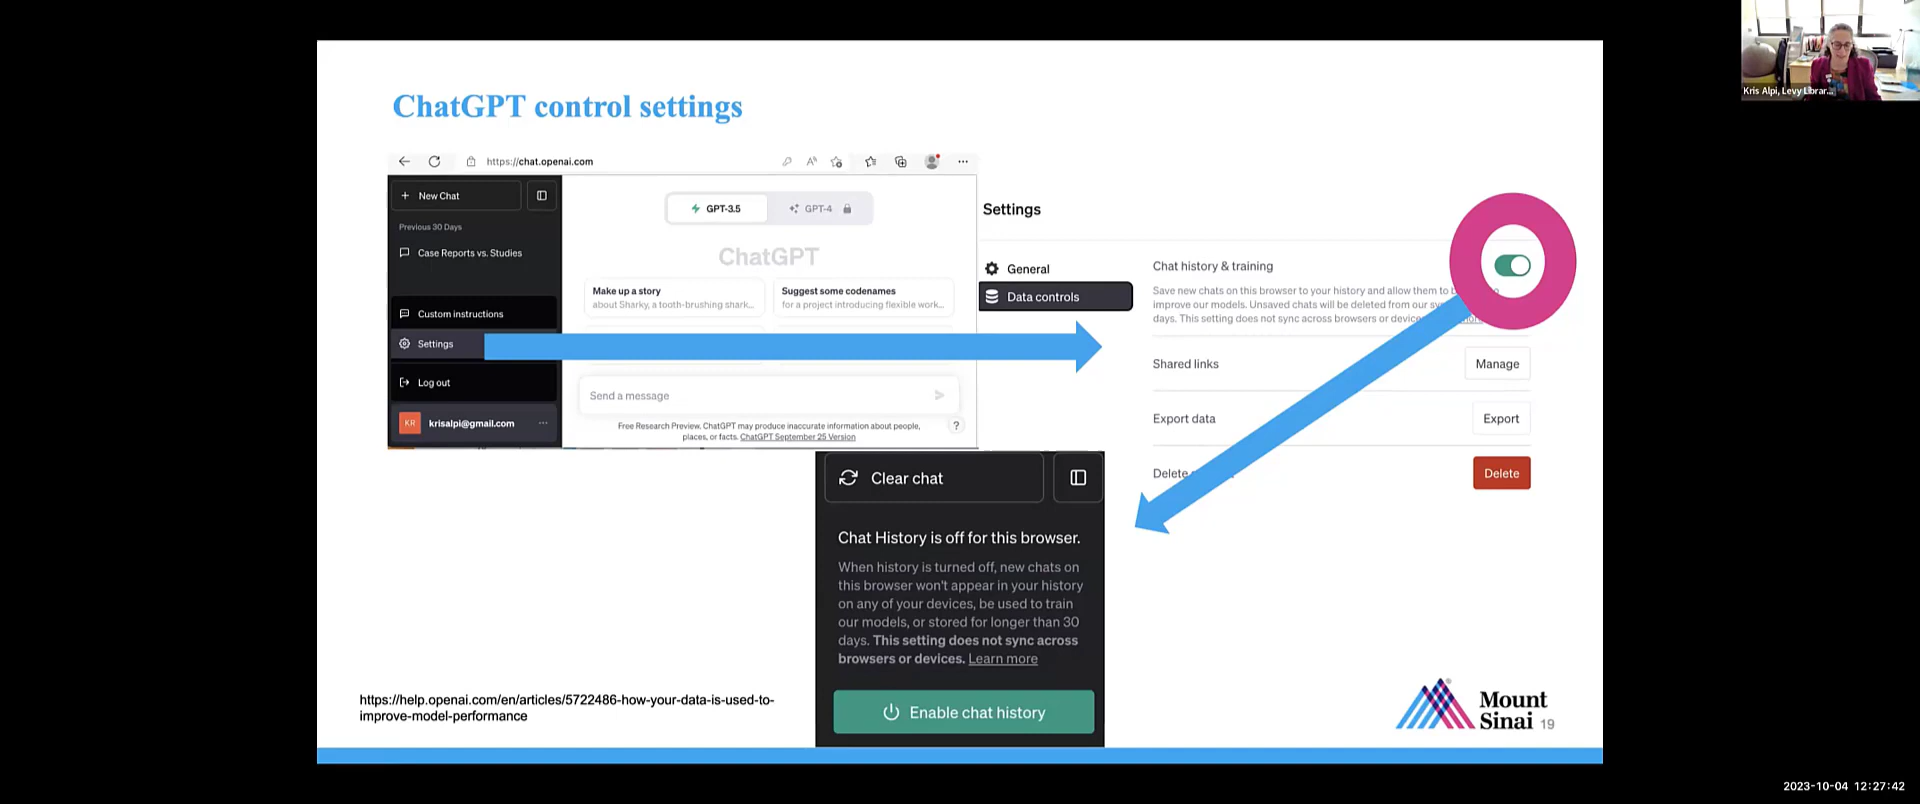 Kris Alpi, Levy Librar...
ChatGPT control settings
https://chat.openai.com
New Chat
Previous 30 Days
Case Reports vs. Studies
Custom instructions
Settings
Log out
KR krisalpi@gmail.com
GPT-3.5 GPT-4
ChatGPT
Make up a story
about Sharky, a tooth-brushing shark...
Suggest some codenames
for a project introducing flexible work...
Send a message
Free Research Preview. ChatGPT may produce inaccurate information about people,
places, or facts. ChatGPT September 25 Version
?
Settings
General
Data controls
Chat history & training
Save new chats on this browser to your history and allow them to
improve our models. Unsaved chats will be deleted from our
days. This setting does not sync across browsers or
Shared links Manage
Export data Export
Delete Delete
Clear chat
Chat History is off for this browser.
When history is turned off, new chats on
this browser won't appear in your history
on any of your devices, be used to train
our models, or stored for longer than 30
days. This setting does not sync across
browsers or devices. Learn more
Enable chat history
https://help.openai.com/en/articles/5722486-how-your-data-is-used-to-
improve-model-performance
Mount
Sinai 19
2023-10-04 12:27:42